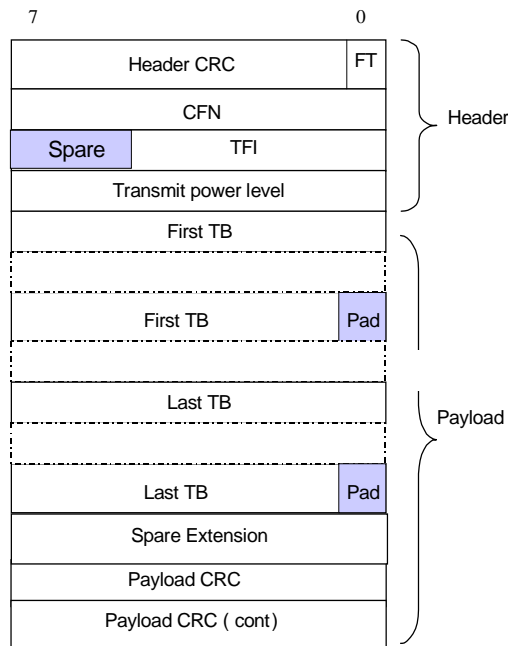 7 0
Header CRC FT
CFN
Header
Spare TFI
Transmit power level
First TB
First TB Pad
Last TB
Payload
Last TB Pad
Spare Extension
Payload CRC
Payload CRC ( cont)